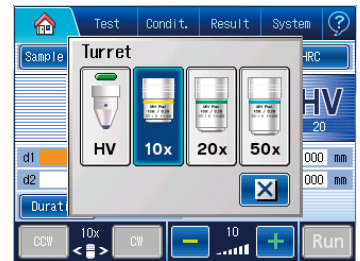 Test Condit. Result System ?
Sample HRC
Turret
HV
20
HV 10x 20x 50x
d1 000 mm
d2 000 mm
Durati
CCW 10x CW 10 Run
< >